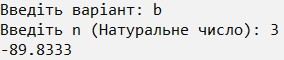 Введіть варіант: b
Введіть n (Натуральне число): 3
-89.8333